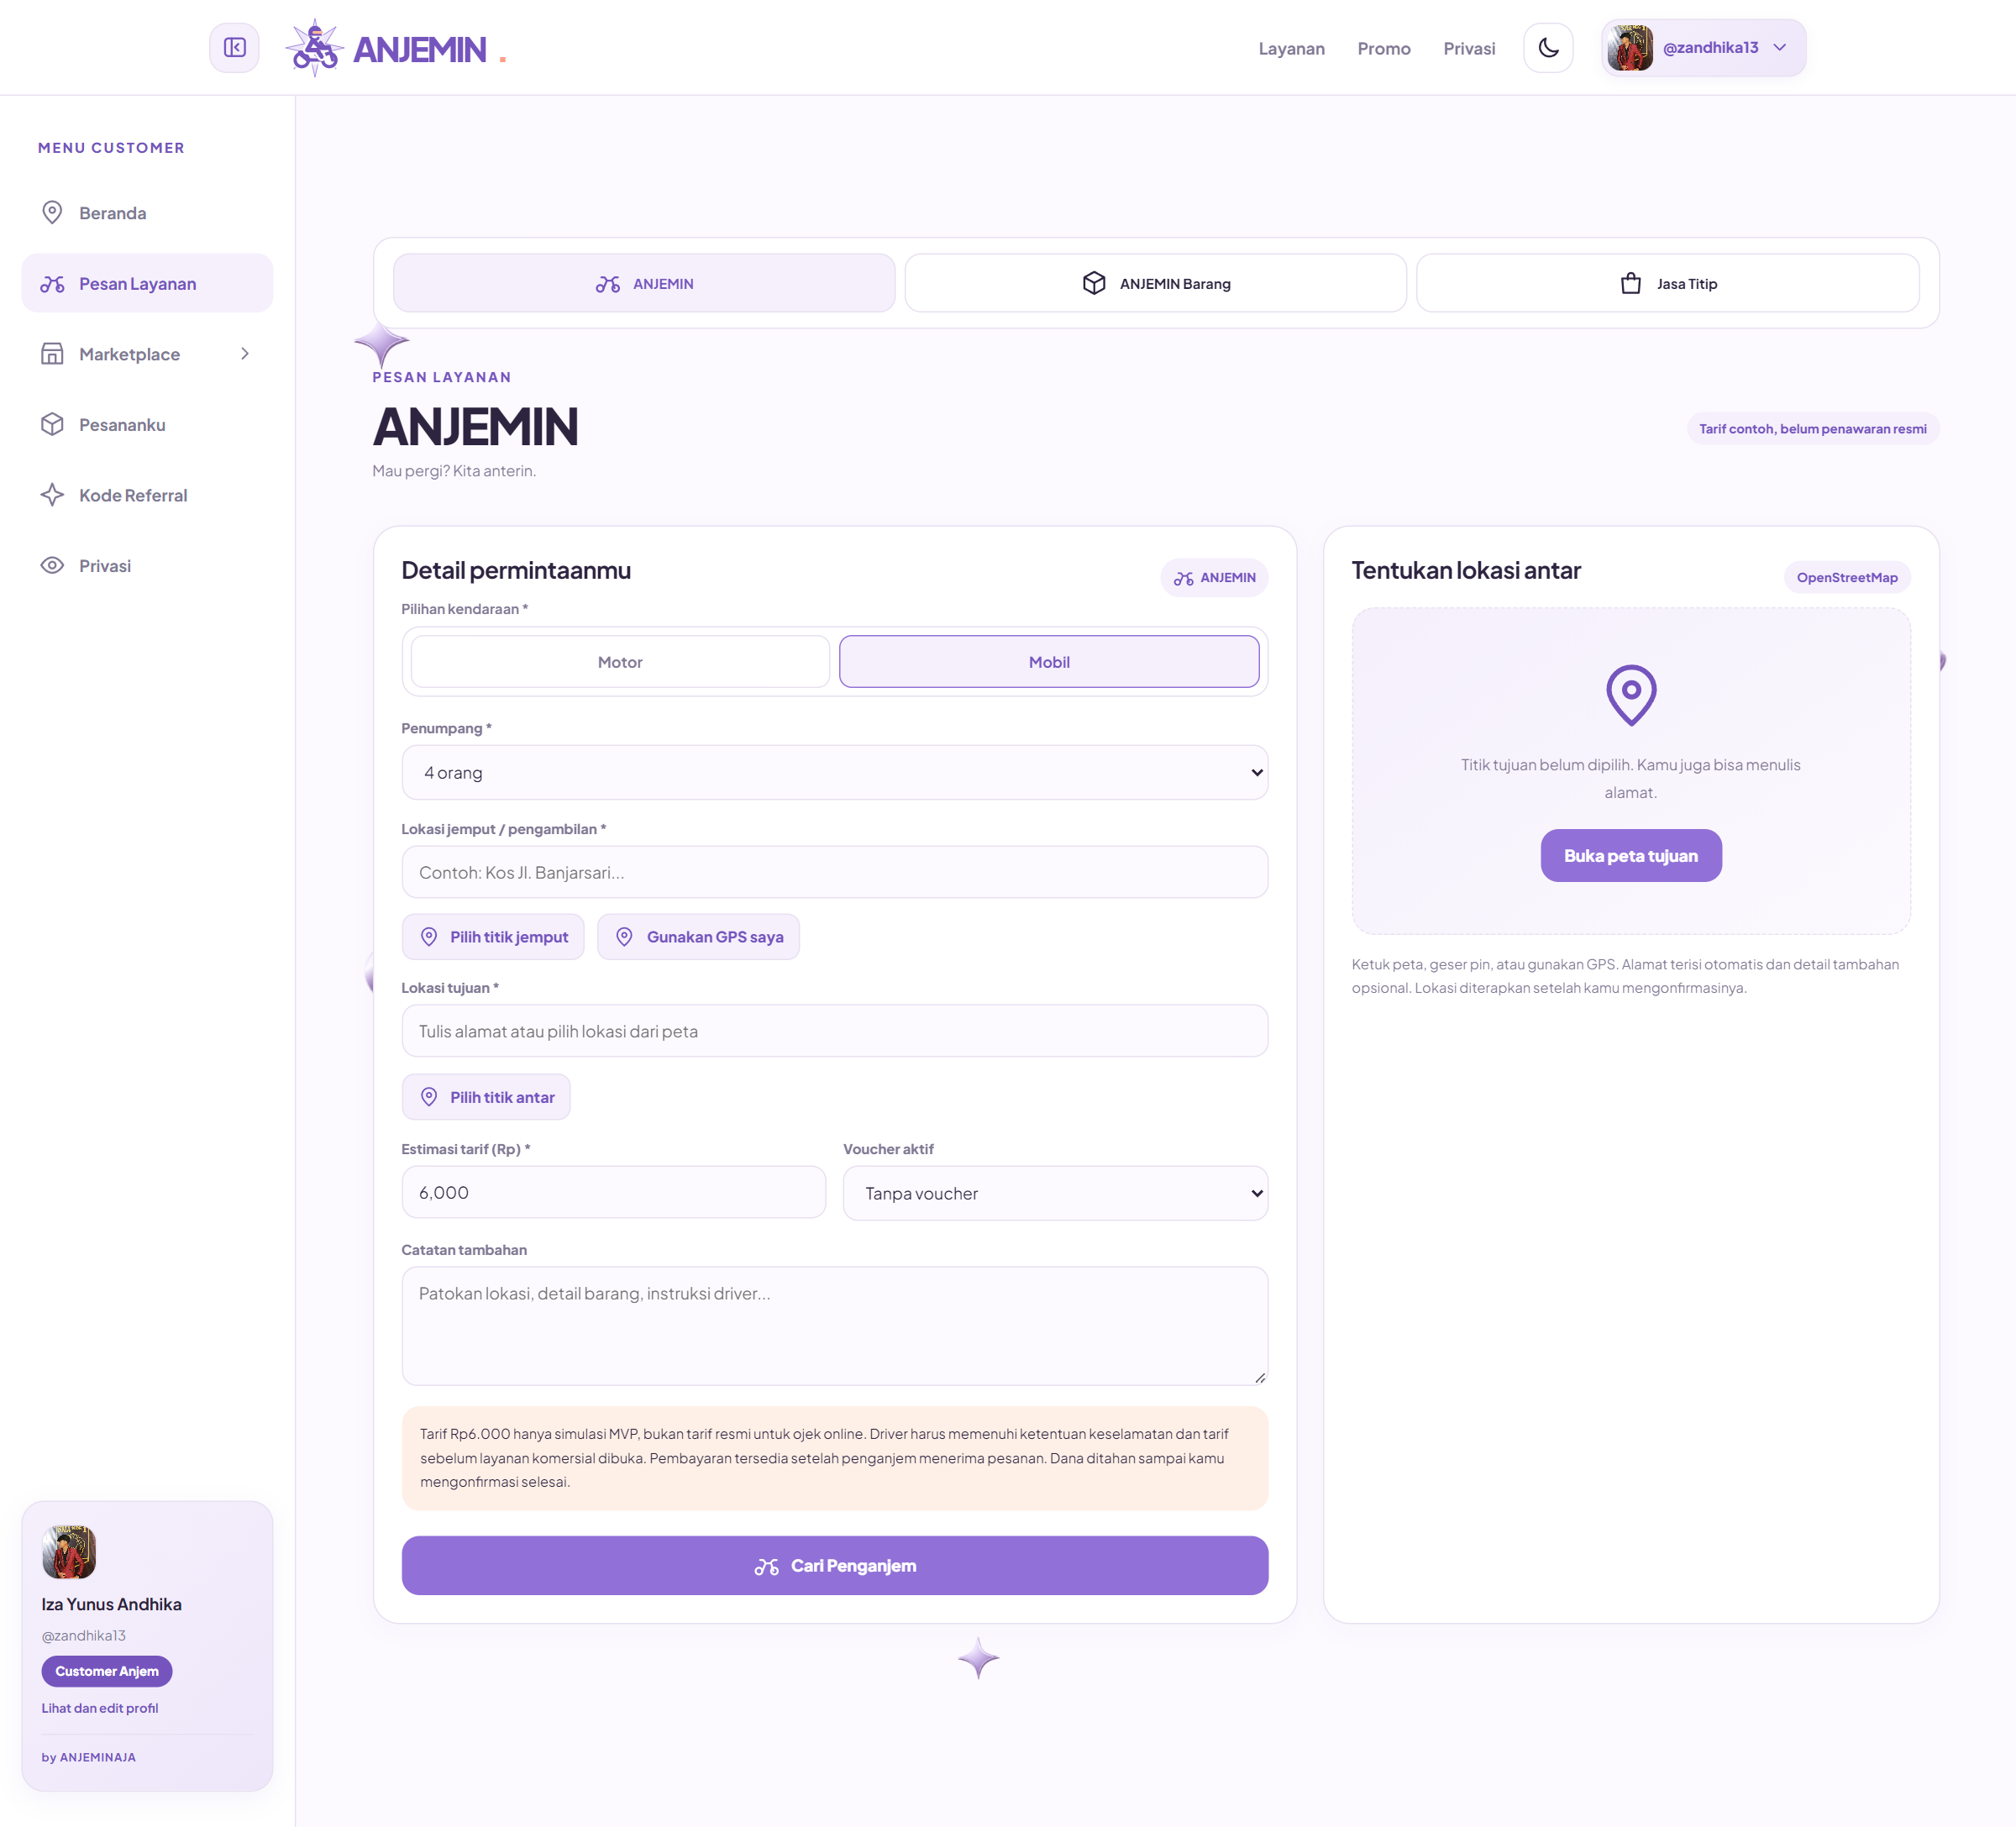 ANJEMIN .
Layanan
Promo
Privasi
@zandhika13
MENU CUSTOMER
Beranda
Pesan Layanan
Marketplace
Pesananku
Kode Referral
Privasi
ANJEMIN
ANJEMIN Barang
Jasa Titip
PESAN LAYANAN
ANJEMIN
Mau pergi? Kita anterin.
Tarif contoh, belum penawaran resmi
Detail permintaanmu
ANJEMIN
Pilihan kendaraan *
Motor
Mobil
Penumpang *
4 orang
Lokasi jemput / pengambilan *
Contoh: Kos Jl. Banjarsari...
Pilih titik jemput
Gunakan GPS saya
Lokasi tujuan *
Tulis alamat atau pilih lokasi dari peta
Pilih titik antar
Estimasi tarif (Rp) *
Voucher aktif
6,000
Tanpa voucher
Catatan tambahan
Patokan lokasi, detail barang, instruksi driver...
Tarif Rp6.000 hanya simulasi MVP, bukan tarif resmi untuk ojek online. Driver harus memenuhi ketentuan keselamatan dan tarif
sebelum layanan komersial dibuka. Pembayaran tersedia setelah penganjem menerima pesanan. Dana ditahan sampai kamu
mengonfirmasi selesai.
Cari Penganjem
Tentukan lokasi antar
OpenStreetMap
Titik tujuan belum dipilih. Kamu juga bisa menulis
alamat.
Buka peta tujuan
Ketuk peta, geser pin, atau gunakan GPS. Alamat terisi otomatis dan detail tambahan
opsional. Lokasi diterapkan setelah kamu mengonfirmasinya.
Iza Yunus Andhika
@zandhika13
Customer Anjem
Lihat dan edit profil
by ANJEMINAJA